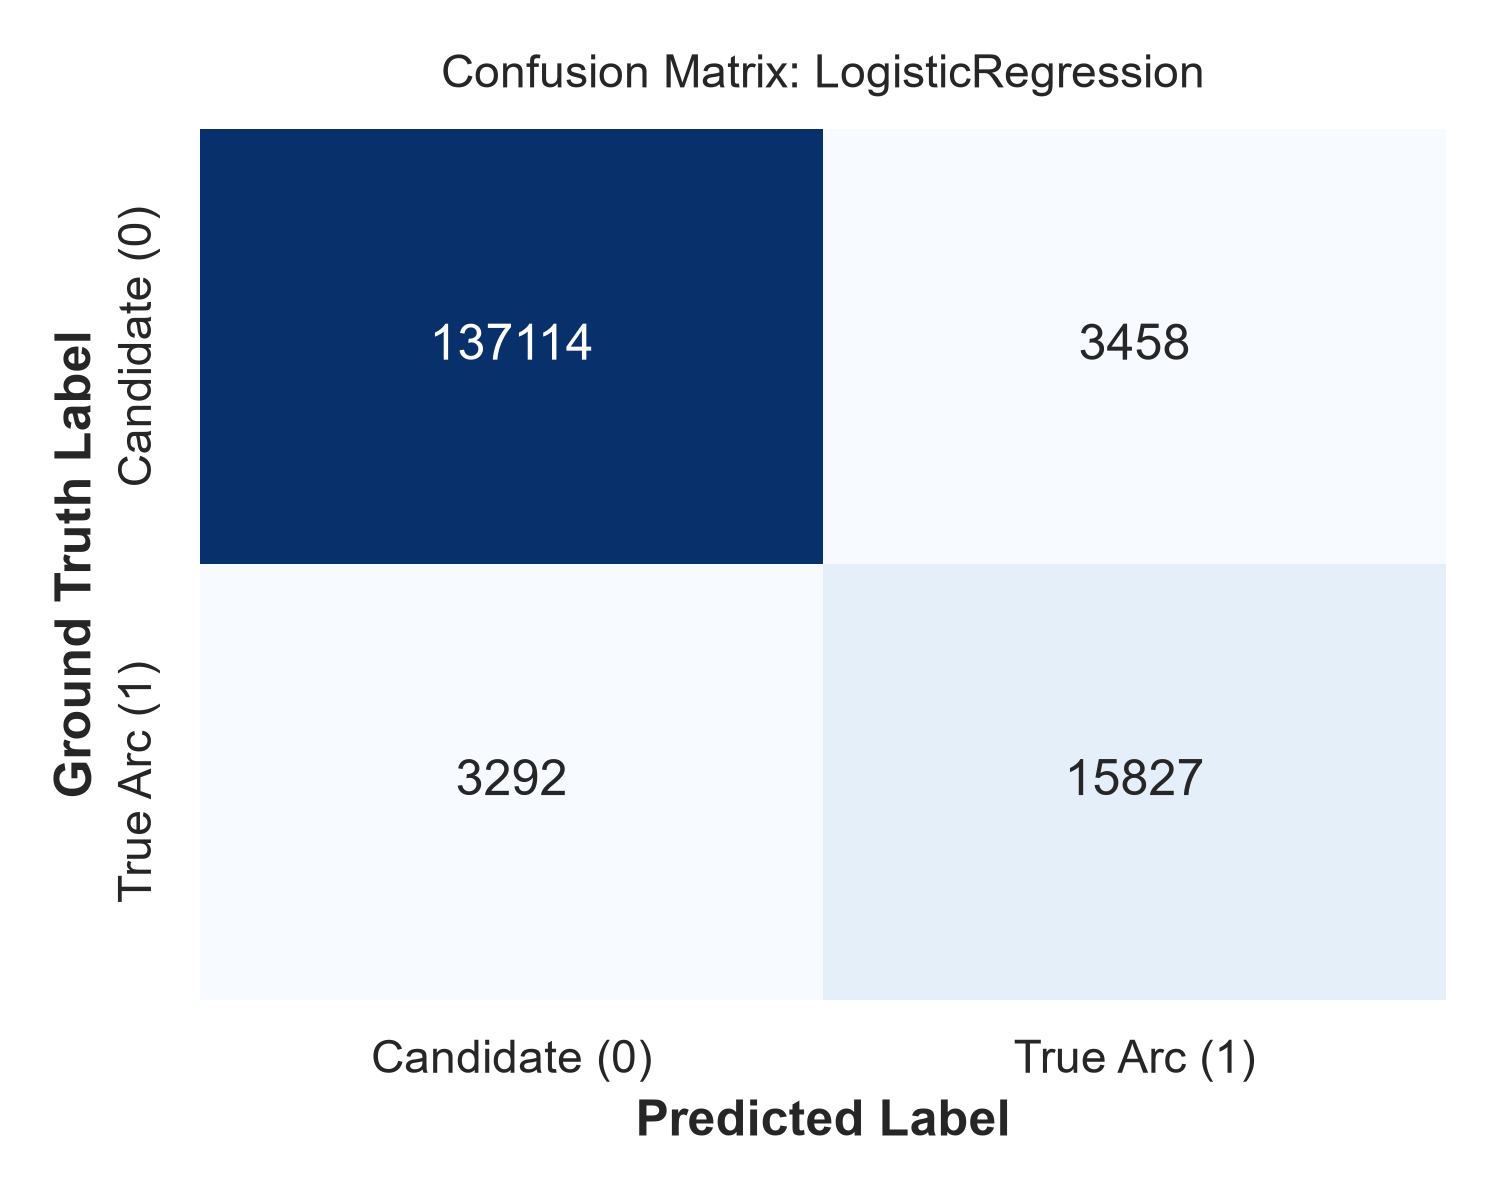 Confusion Matrix: LogisticRegression
Ground Truth Label
Candidate (0)
137114
3458
True Arc (1)
3292
15827
Candidate (0)
True Arc (1)
Predicted Label